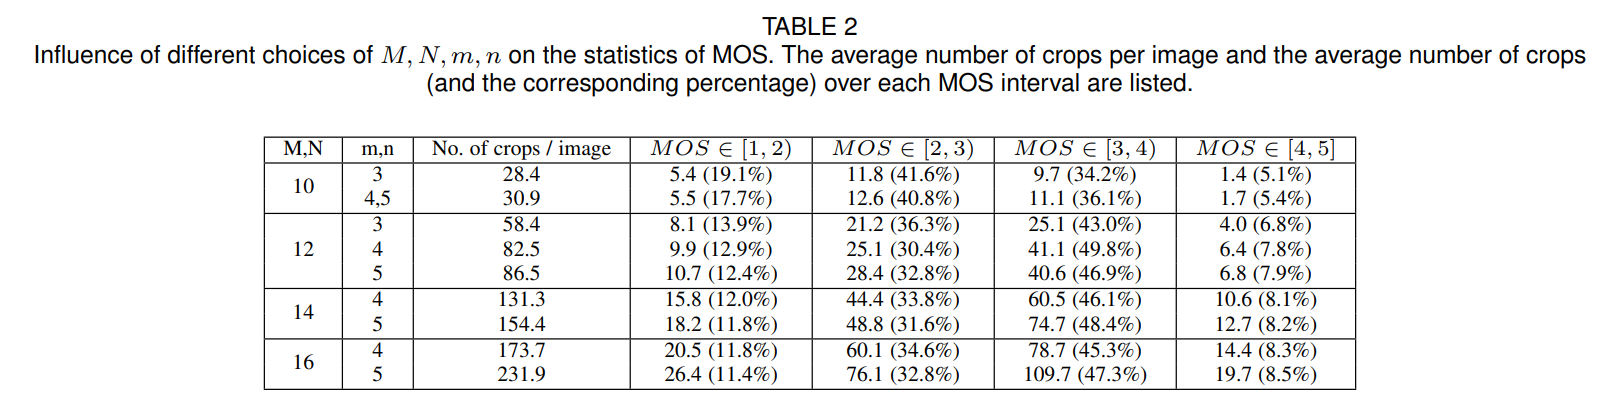 TABLE 2
Influence of different choices of M, N, m, n on the statistics of MOS. The average number of crops per image and the average number of crops
(and the corresponding percentage) over each MOS interval are listed.
M,N m,n No. of crops / image MOS ∈ [1, 2) MOS ∈ [2, 3) MOS ∈ [3, 4) MOS ∈ [4, 5]
10 3 28.4 5.4 (19.1%) 11.8 (41.6%) 9.7 (34.2%) 1.4 (5.1%)
4,5 30.9 5.5 (17.7%) 12.6 (40.8%) 11.1 (36.1%) 1.7 (5.4%)
12 3 58.4 8.1 (13.9%) 21.2 (36.3%) 25.1 (43.0%) 4.0 (6.8%)
4 82.5 9.9 (12.9%) 25.1 (30.4%) 41.1 (49.8%) 6.4 (7.8%)
5 86.5 10.7 (12.4%) 28.4 (32.8%) 40.6 (46.9%) 6.8 (7.9%)
14 4 131.3 15.8 (12.0%) 44.4 (33.8%) 60.5 (46.1%) 10.6 (8.1%)
5 154.4 18.2 (11.8%) 48.8 (31.6%) 74.7 (48.4%) 12.7 (8.2%)
16 4 173.7 20.5 (11.8%) 60.1 (34.6%) 78.7 (45.3%) 14.4 (8.3%)
5 231.9 26.4 (11.4%) 76.1 (32.8%) 109.7 (47.3%) 19.7 (8.5%)